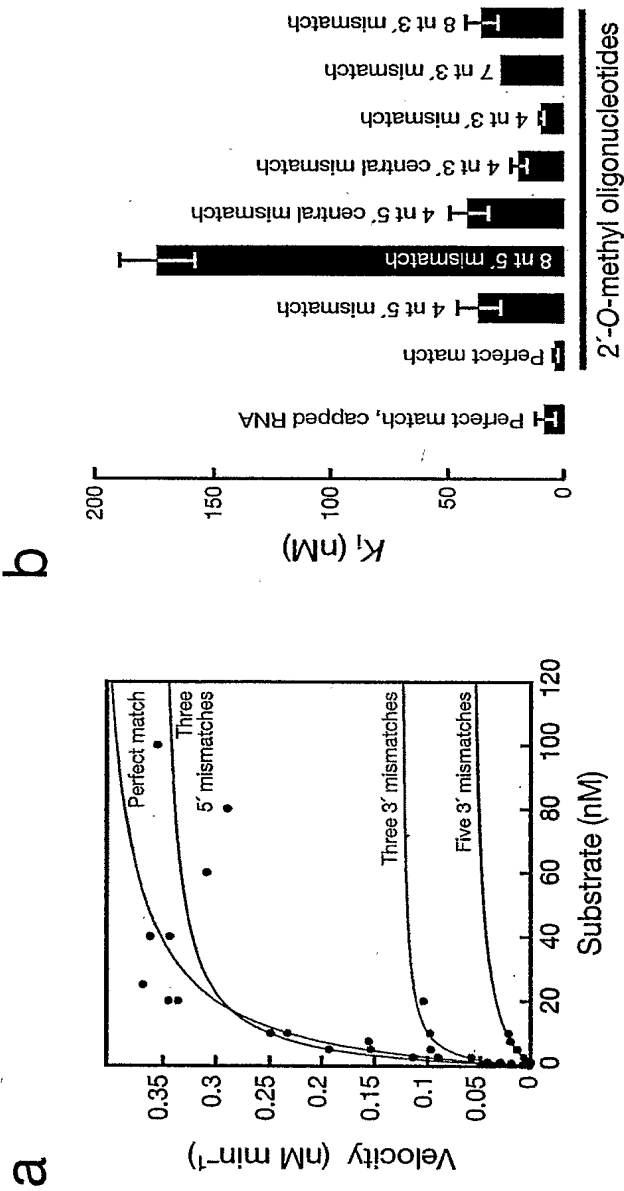 a
Velocity (nM min⁻¹)
0.35
0.3
0.25
0.2
0.15
0.1
0.05
0
Perfect match
Three
5′ mismatches
Three 3′ mismatches
Five 3′ mismatches
0
20
40
60
80
100
120
Substrate (nM)
b
Ki (nM)
200
150
100
50
0
Perfect match, capped RNA
Perfect match
4 nt 5′ mismatch
8 nt 5′ mismatch
4 nt 5′ central mismatch
4 nt 3′ central mismatch
4 nt 3′ mismatch
7 nt 3′ mismatch
8 nt 3′ mismatch
2′-O-methyl oligonucleotides